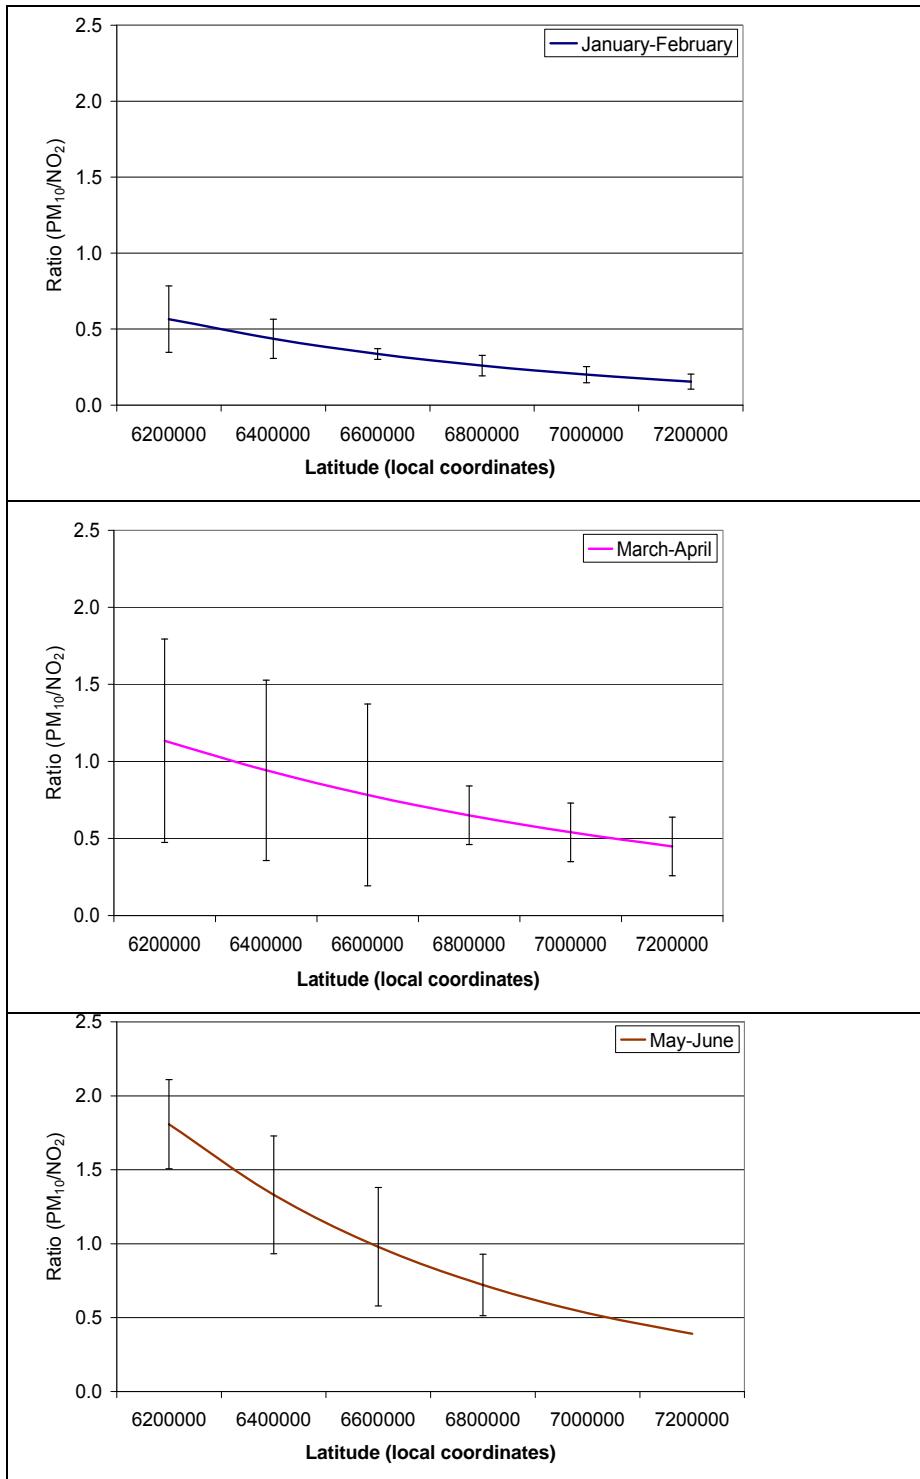 2.5
January-February
2.0
1.5
1.0
0.5
0.0
Ratio (PM₁₀/NO₂)
6200000 6400000 6600000 6800000 7000000 7200000
Latitude (local coordinates)
2.5
March-April
2.0
1.5
1.0
0.5
0.0
Ratio (PM₁₀/NO₂)
6200000 6400000 6600000 6800000 7000000 7200000
Latitude (local coordinates)
2.5
May-June
2.0
1.5
1.0
0.5
0.0
Ratio (PM₁₀/NO₂)
6200000 6400000 6600000 6800000 7000000 7200000
Latitude (local coordinates)